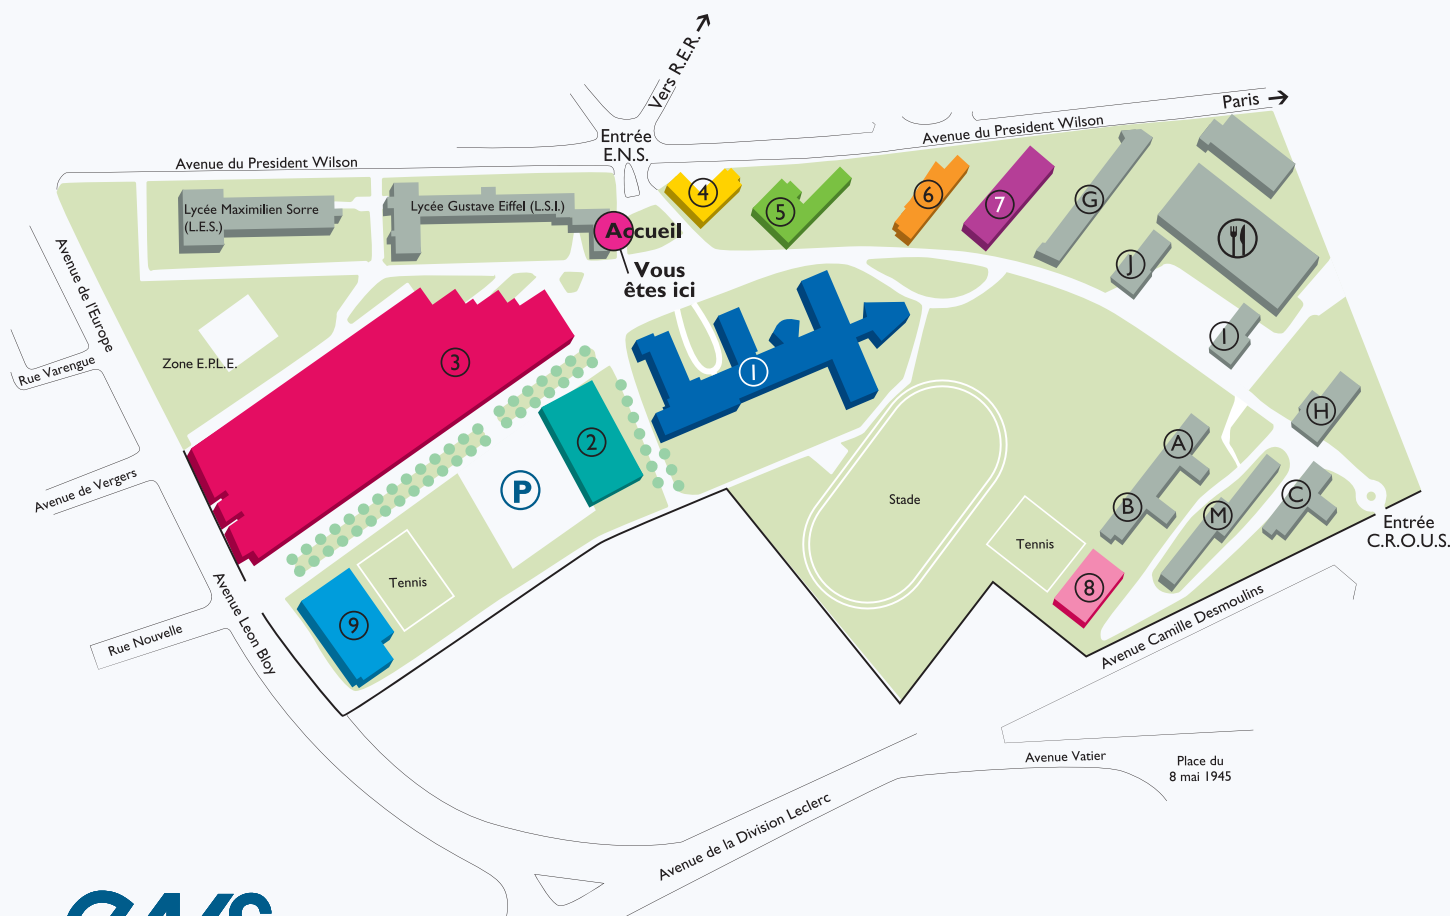 Vers R.E.R.
Paris
Entrée
E.N.S.
Avenue du President Wilson
Avenue du President Wilson
4
5
6
7
G
Lycée Maximilien Sorre
(L.E.S.)
Lycée Gustave Eiffel (L.S.I.)
Accueil
Vous
êtes ici
J
I
Avenue de l'Europe
Rue Varengue
Zone E.P.L.E.
3
1
2
P
H
A
B
M
C
Stade
Tennis
8
Entrée
C.R.O.U.S.
Avenue de Vergers
Tennis
9
Avenue Leon Bloy
Rue Nouvelle
Avenue Camille Desmoulins
Avenue Vatier
Place du
8 mai 1945
Avenue de la Division Leclerc